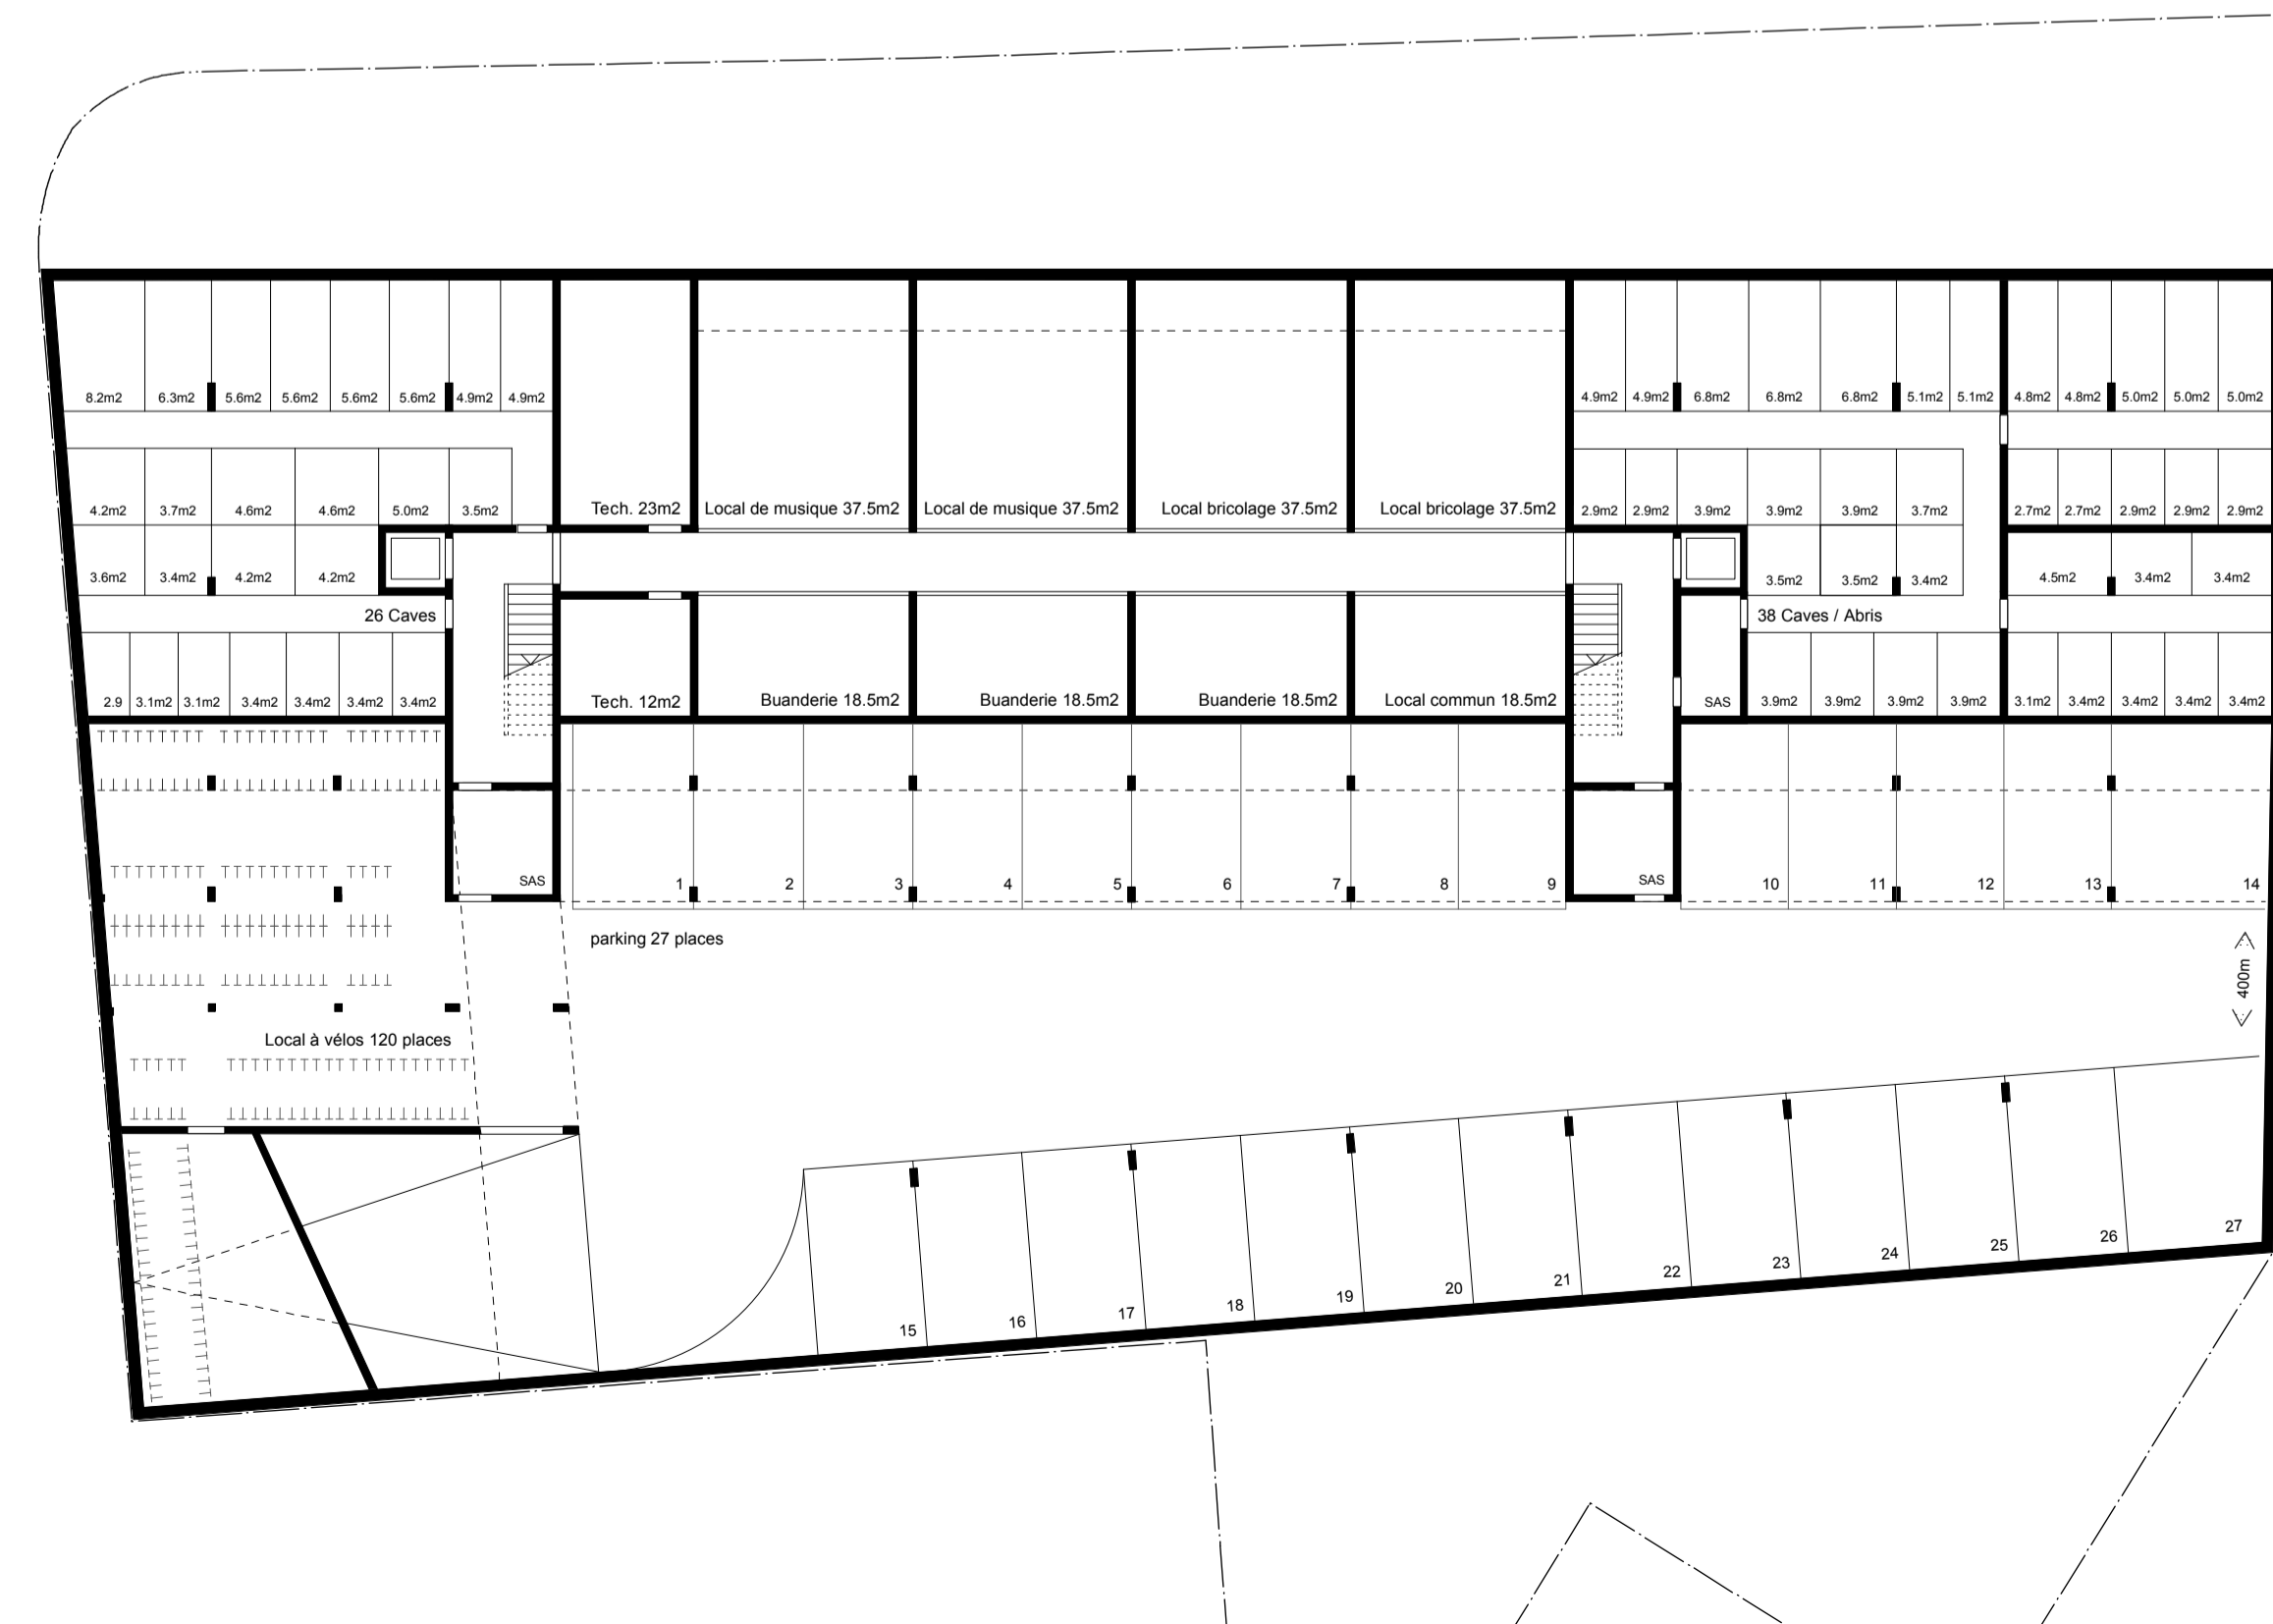 8.2m2 6.3m2 5.6m2 5.6m2 5.6m2 5.6m2 4.9m2 4.9m2 4.9m2 4.9m2 6.8m2 6.8m2 6.8m2 5.1m2 5.1m2 4.8m2 4.8m2 5.0m2 5.0m2 5.0m2
4.2m2 3.7m2 4.6m2 4.6m2 5.0m2 3.5m2 Tech. 23m2 Local de musique 37.5m2 Local de musique 37.5m2 Local bricolage 37.5m2 Local bricolage 37.5m2 2.9m2 2.9m2 3.9m2 3.9m2 3.9m2 3.7m2 2.7m2 2.7m2 2.9m2 2.9m2 2.9m2
3.6m2 3.4m2 4.2m2 4.2m2 3.5m2 3.5m2 3.4m2 4.5m2 3.4m2 3.4m2
26 Caves 38 Caves / Abris
2.9 3.1m2 3.1m2 3.4m2 3.4m2 3.4m2 3.4m2 Tech. 12m2 Buanderie 18.5m2 Buanderie 18.5m2 Buanderie 18.5m2 Local commun 18.5m2 SAS 3.9m2 3.9m2 3.9m2 3.9m2 3.1m2 3.4m2 3.4m2 3.4m2 3.4m2
SAS 1 2 3 4 5 6 7 8 9 SAS 10 11 12 13 14
parking 27 places
400m
Local à vélos 120 places
15 16 17 18 19 20 21 22 23 24 25 26 27